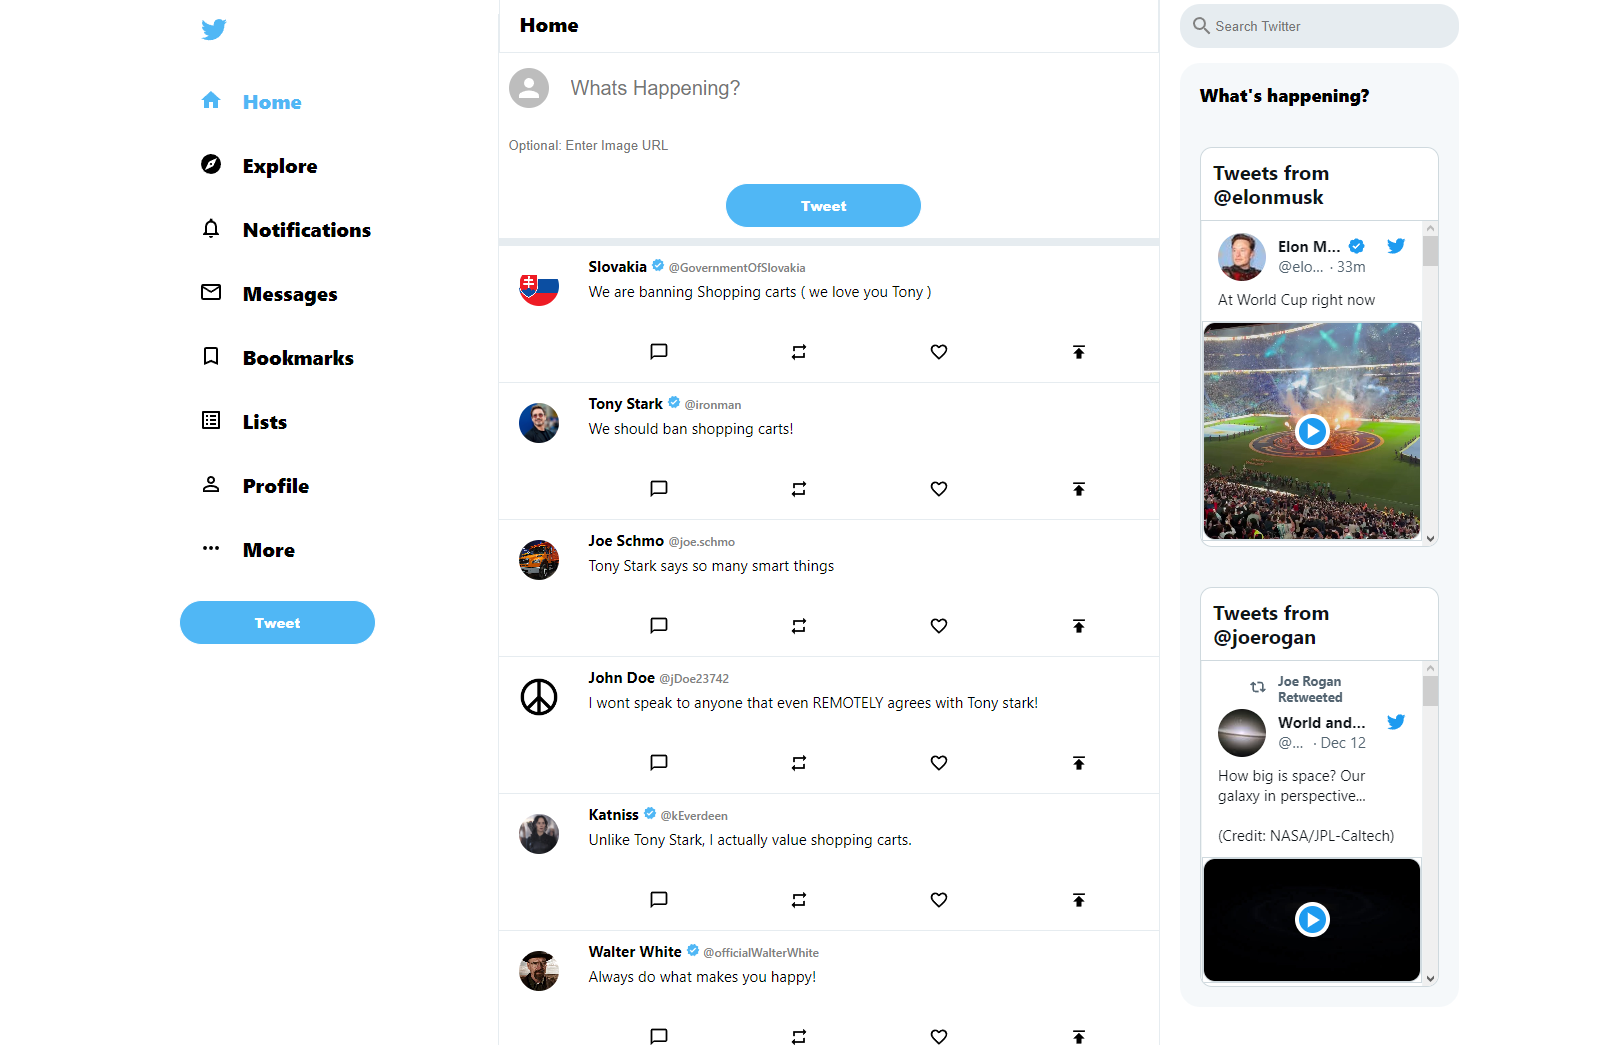 Home
Explore
Notifications
Messages
Bookmarks
Lists
Profile
More
Tweet
Home
Whats Happening?
Optional: Enter Image URL
Tweet
Slovakia @GovernmentOfSlovakia
We are banning Shopping carts ( we love you Tony )
Tony Stark @ironman
We should ban shopping carts!
Joe Schmo @joe.schmo
Tony Stark says so many smart things
John Doe @jDoe23742
I wont speak to anyone that even REMOTELY agrees with Tony stark!
Katniss @kEverdeen
Unlike Tony Stark, I actually value shopping carts.
Walter White @officialWalterWhite
Always do what makes you happy!
Search Twitter
What's happening?
Tweets from
@elonmusk
Elon M...
@elo... · 33m
At World Cup right now
Tweets from
@joerogan
Joe Rogan
Retweeted
World and...
@... · Dec 12
How big is space? Our
galaxy in perspective...
(Credit: NASA/JPL-Caltech)